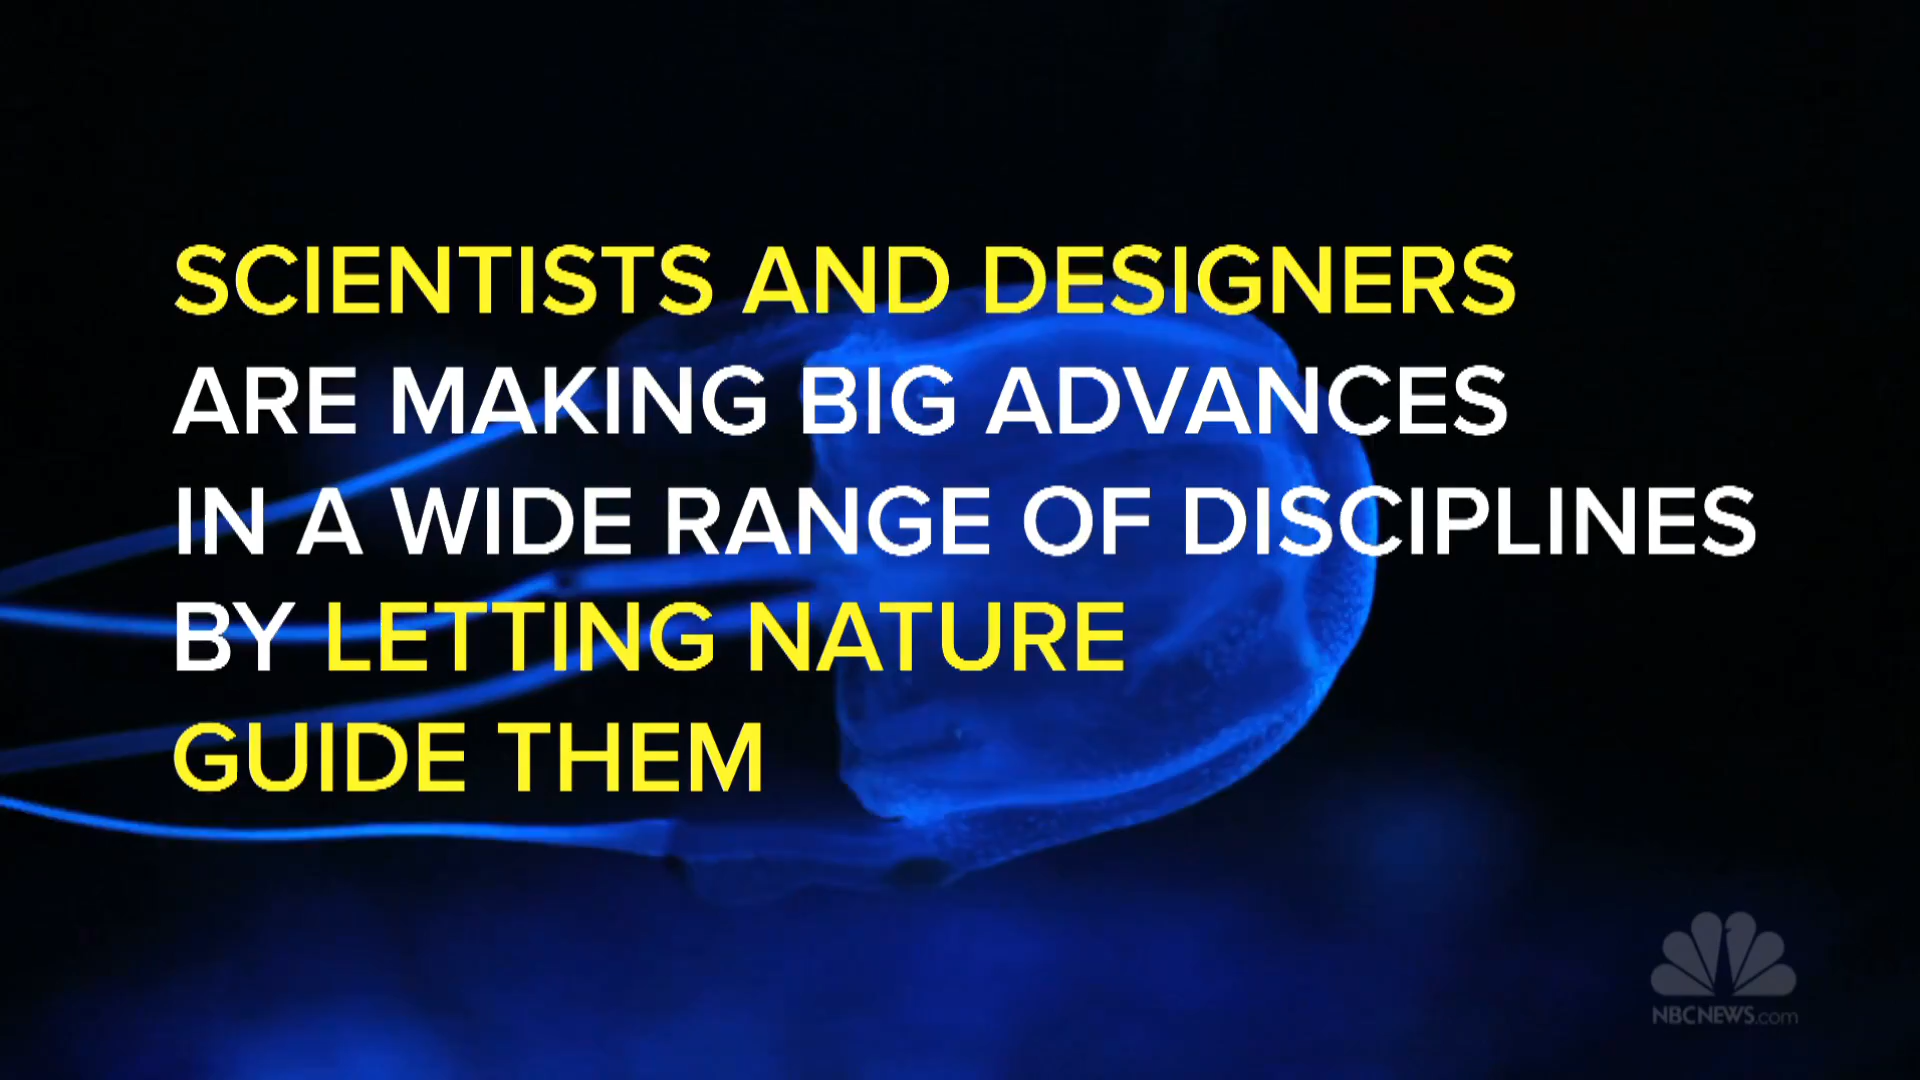 SCIENTISTS AND DESIGNERS
ARE MAKING BIG ADVANCES
IN A WIDE RANGE OF DISCIPLINES
BY LETTING NATURE
GUIDE THEM
NBCNEWS.com